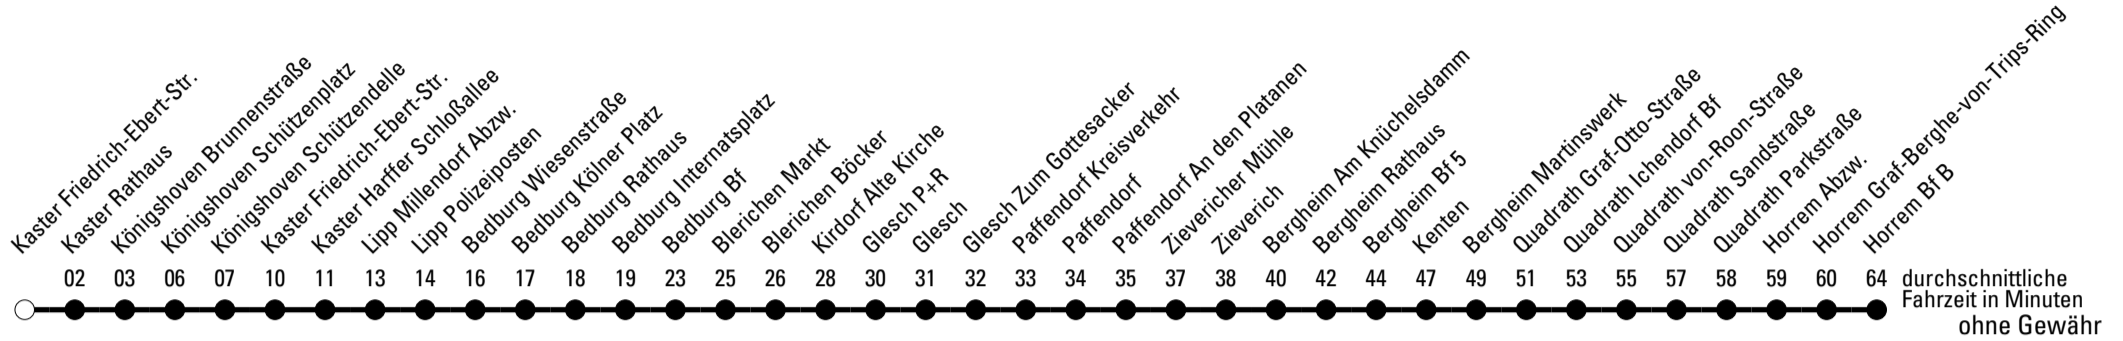 Kaster Friedrich-Ebert-Str.
Kaster Rathaus
Königshoven Brunnenstraße
Königshoven Schützenplatz
Königshoven Schützendelle
Kaster Friedrich-Ebert-Str.
Kaster Harffer Schloßallee
Lipp Millendorf Abzw.
Lipp Polizeiposten
Bedburg Wiesenstraße
Bedburg Kölner Platz
Bedburg Rathaus
Bedburg Internatsplatz
Bedburg Bf
Blerichen Markt
Blerichen Böcker
Kirdorf Alte Kirche
Glesch P+R
Glesch
Glesch Zum Gottesacker
Paffendorf Kreisverkehr
Paffendorf
Paffendorf An den Platanen
Zievericher Mühle
Zieverich
Bergheim Am Knüchelsdamm
Bergheim Rathaus
Bergheim Bf 5
Kenten
Bergheim Martinswerk
Quadrath Graf-Otto-Straße
Quadrath Ichendorf Bf
Quadrath von-Roon-Straße
Quadrath Sandstraße
Quadrath Parkstraße
Horrem Abzw.
Horrem Graf-Berghe-von-Trips-Ring
Horrem Bf B
02 03 06 07 10 11 13 14 16 17 18 19 23 25 26 28 30 31 32 33 34 35 37 38 40 42 44 47 49 51 53 55 57 58 59 60 64 durchschnittliche
Fahrzeit in Minuten
ohne Gewähr